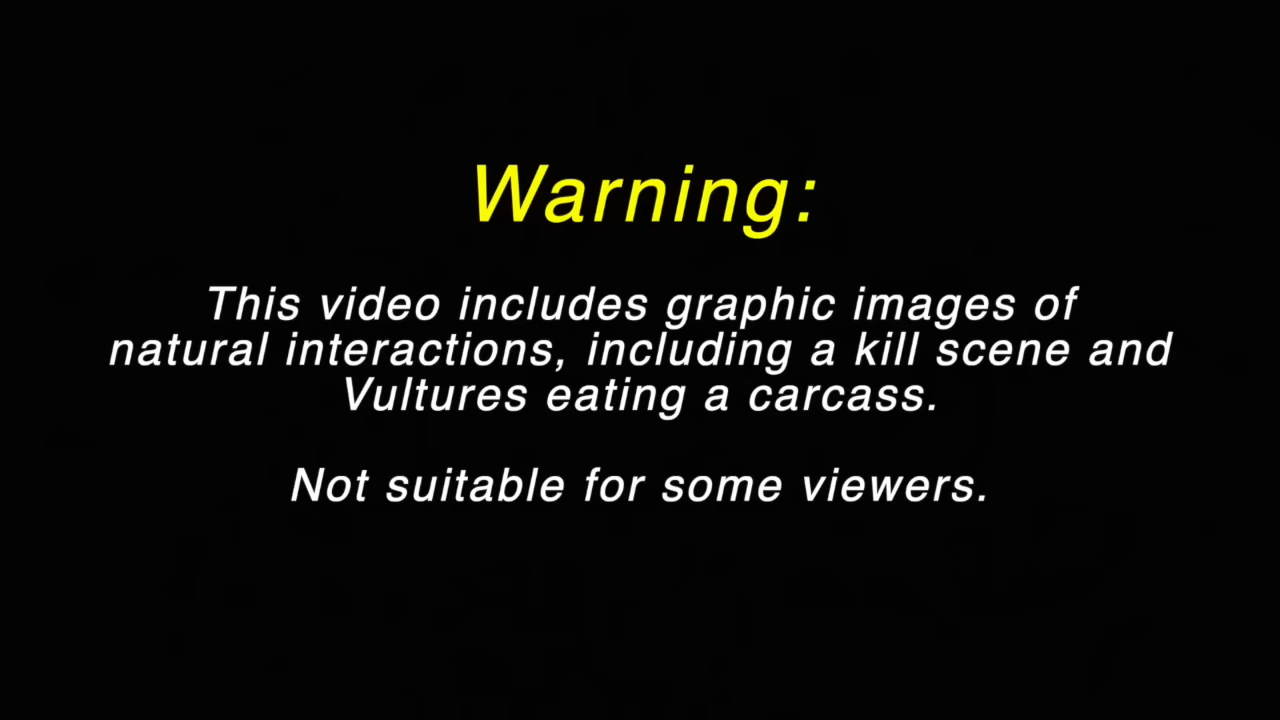 Warning:
This video includes graphic images of
natural interactions, including a kill scene and
Vultures eating a carcass.
Not suitable for some viewers.